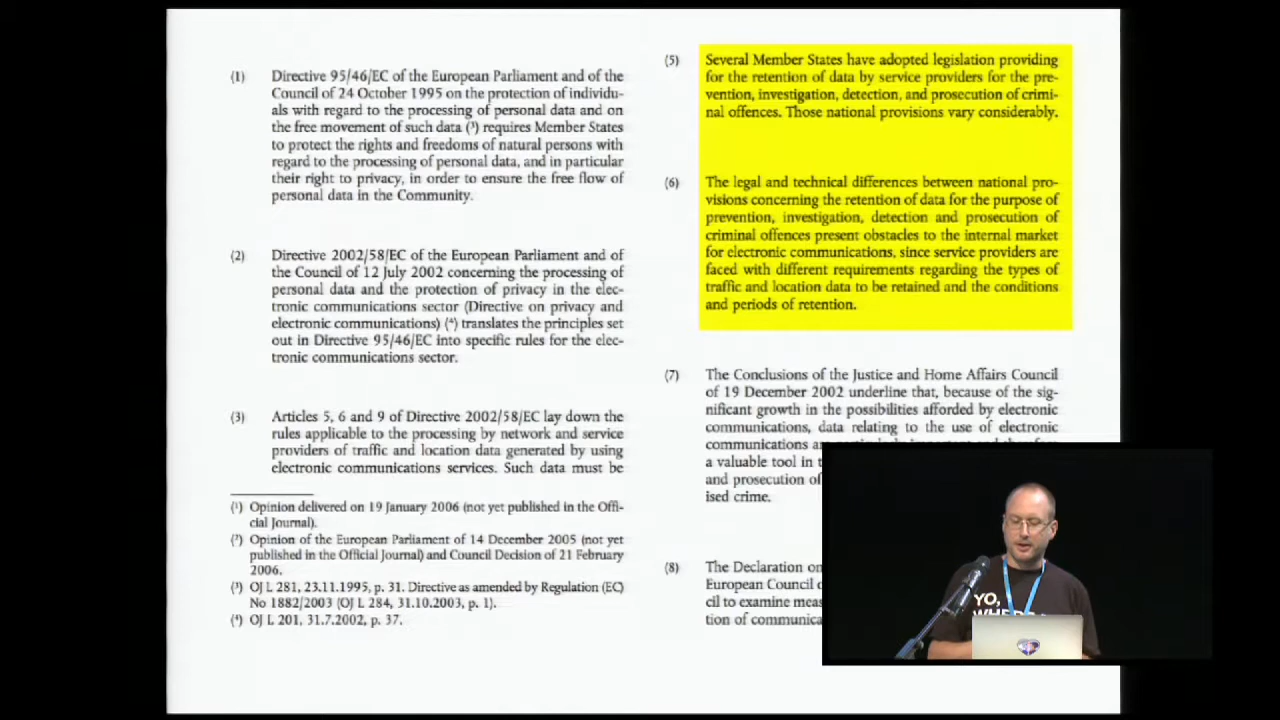 (1) Directive 95/46/EC of the European Parliament and of the
Council of 24 October 1995 on the protection of individu-
als with regard to the processing of personal data and on
the free movement of such data (³) requires Member States
to protect the rights and freedoms of natural persons with
regard to the processing of personal data, and in particular
their right to privacy, in order to ensure the free flow of
personal data in the Community.
(2) Directive 2002/58/EC of the European Parliament and of
the Council of 12 July 2002 concerning the processing of
personal data and the protection of privacy in the elec-
tronic communications sector (Directive on privacy and
electronic communications) (⁴) translates the principles set
out in Directive 95/46/EC into specific rules for the elec-
tronic communications sector.
(3) Articles 5, 6 and 9 of Directive 2002/58/EC lay down the
rules applicable to the processing by network and service
providers of traffic and location data generated by using
electronic communications services. Such data must be
(¹) Opinion delivered on 19 January 2006 (not yet published in the Offi-
cial Journal).
(²) Opinion of the European Parliament of 14 December 2005 (not yet
published in the Official Journal) and Council Decision of 21 February
2006.
(³) OJ L 281, 23.11.1995, p. 31. Directive as amended by Regulation (EC)
No 1882/2003 (OJ L 284, 31.10.2003, p. 1).
(⁴) OJ L 201, 31.7.2002, p. 37.
(5) Several Member States have adopted legislation providing
for the retention of data by service providers for the pre-
vention, investigation, detection, and prosecution of crimi-
nal offences. Those national provisions vary considerably.
(6) The legal and technical differences between national pro-
visions concerning the retention of data for the purpose of
prevention, investigation, detection and prosecution of
criminal offences present obstacles to the internal market
for electronic communications, since service providers are
faced with different requirements regarding the types of
traffic and location data to be retained and the conditions
and periods of retention.
(7) The Conclusions of the Justice and Home Affairs Council
of 19 December 2002 underline that, because of the sig-
nificant growth in the possibilities afforded by electronic
communications, data relating to the use of electronic
communications
a valuable tool in
and prosecution of
ised crime.
(8) The Declaration on
European Council
cil to examine
tion of
YO,